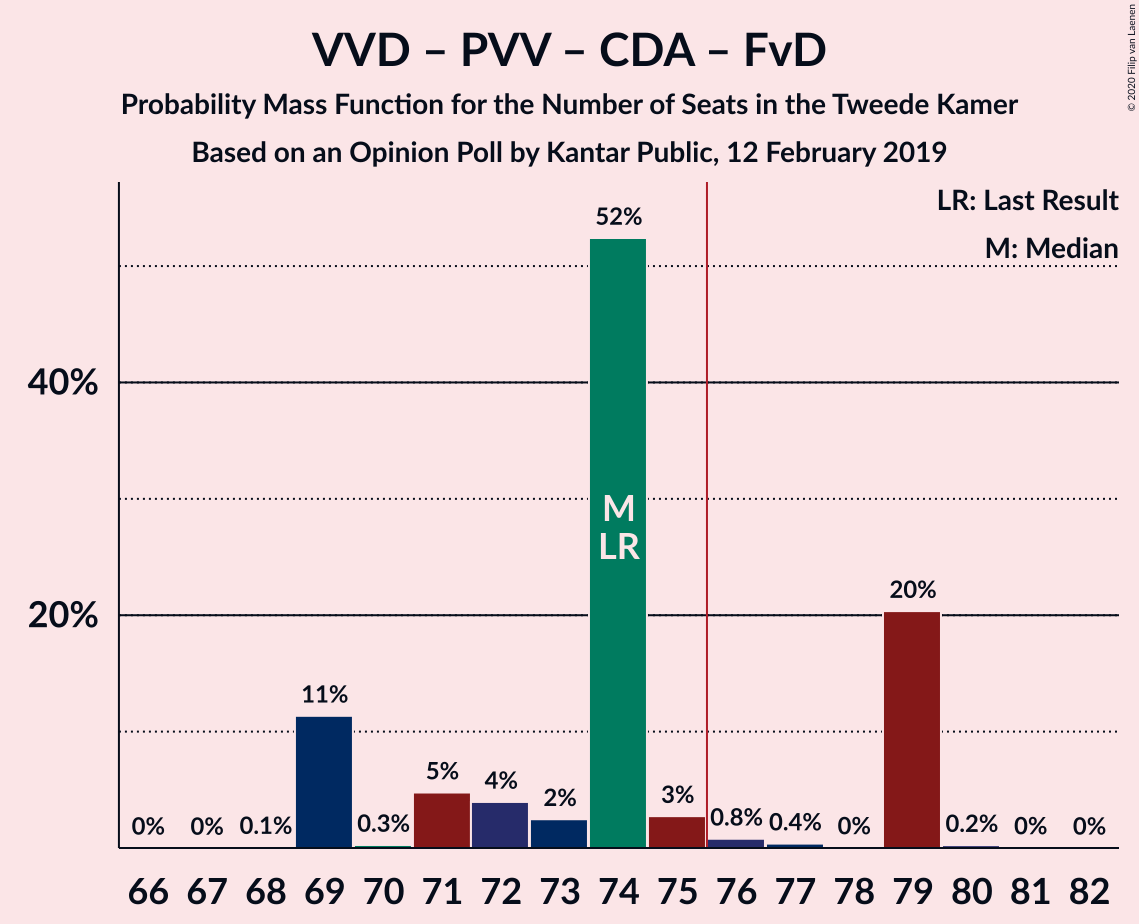 VVD – PVV – CDA – FvD
Probability Mass Function for the Number of Seats in the Tweede Kamer
Based on an Opinion Poll by Kantar Public, 12 February 2019
© 2020 Filip van Laenen
LR: Last Result
M: Median
40%
20%
0%
0%
0.1%
11%
0.3%
5%
4%
2%
52%
M
LR
3%
0.8%
0.4%
0%
20%
0.2%
0%
0%
66 67 68 69 70 71 72 73 74 75 76 77 78 79 80 81 82